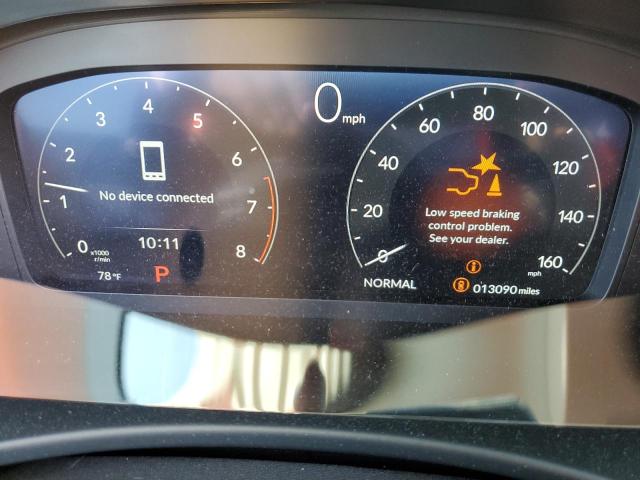 0 mph
4
3 5
2 6
No device connected
1 7
0 x1000 r/min 10:11 8
78°F P
80
60 100
40 120
Low speed braking
control problem.
See your dealer.
20 140
0 160
mph
NORMAL 013090 miles